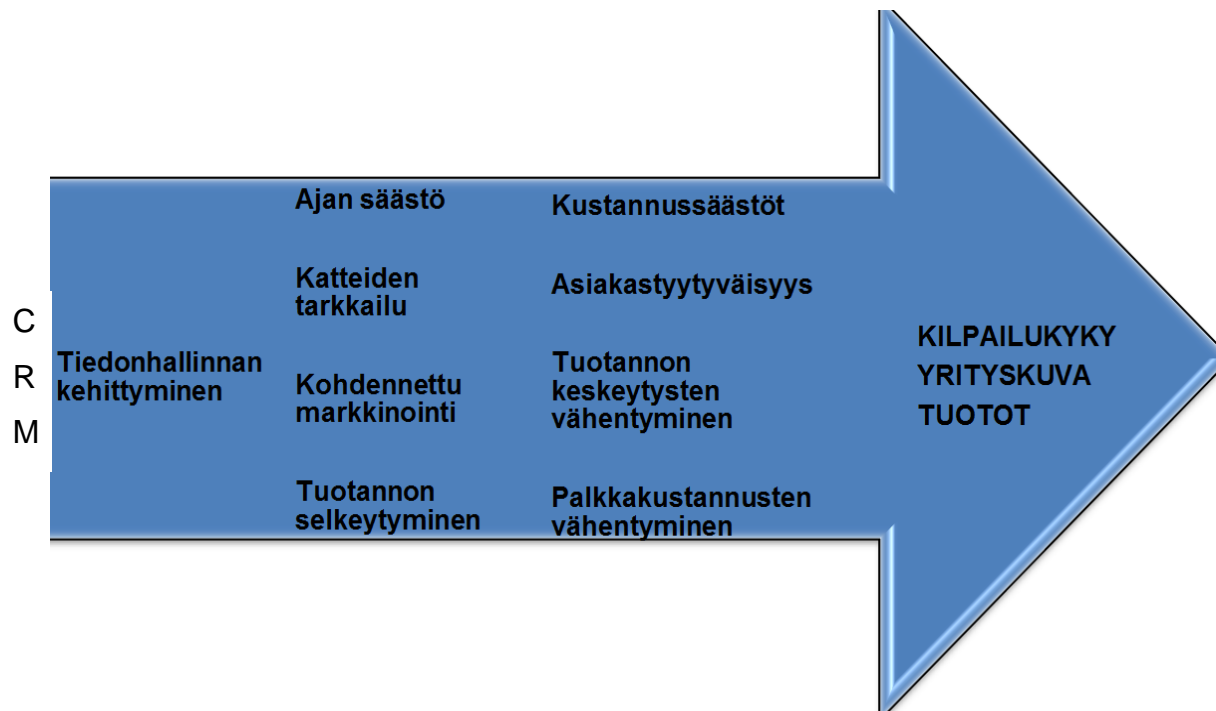 C
R
M
Tiedonhallinnan
kehittyminen
Ajan säästö
Katteiden
tarkkailu
Kohdennettu
markkinointi
Tuotannon
selkeytyminen
Kustannussäästöt
Asiakastyytyväisyys
Tuotannon
keskeytysten
vähentyminen
Palkkakustannusten
vähentyminen
KILPAILUKYKY
YRITYSKUVA
TUOTOT